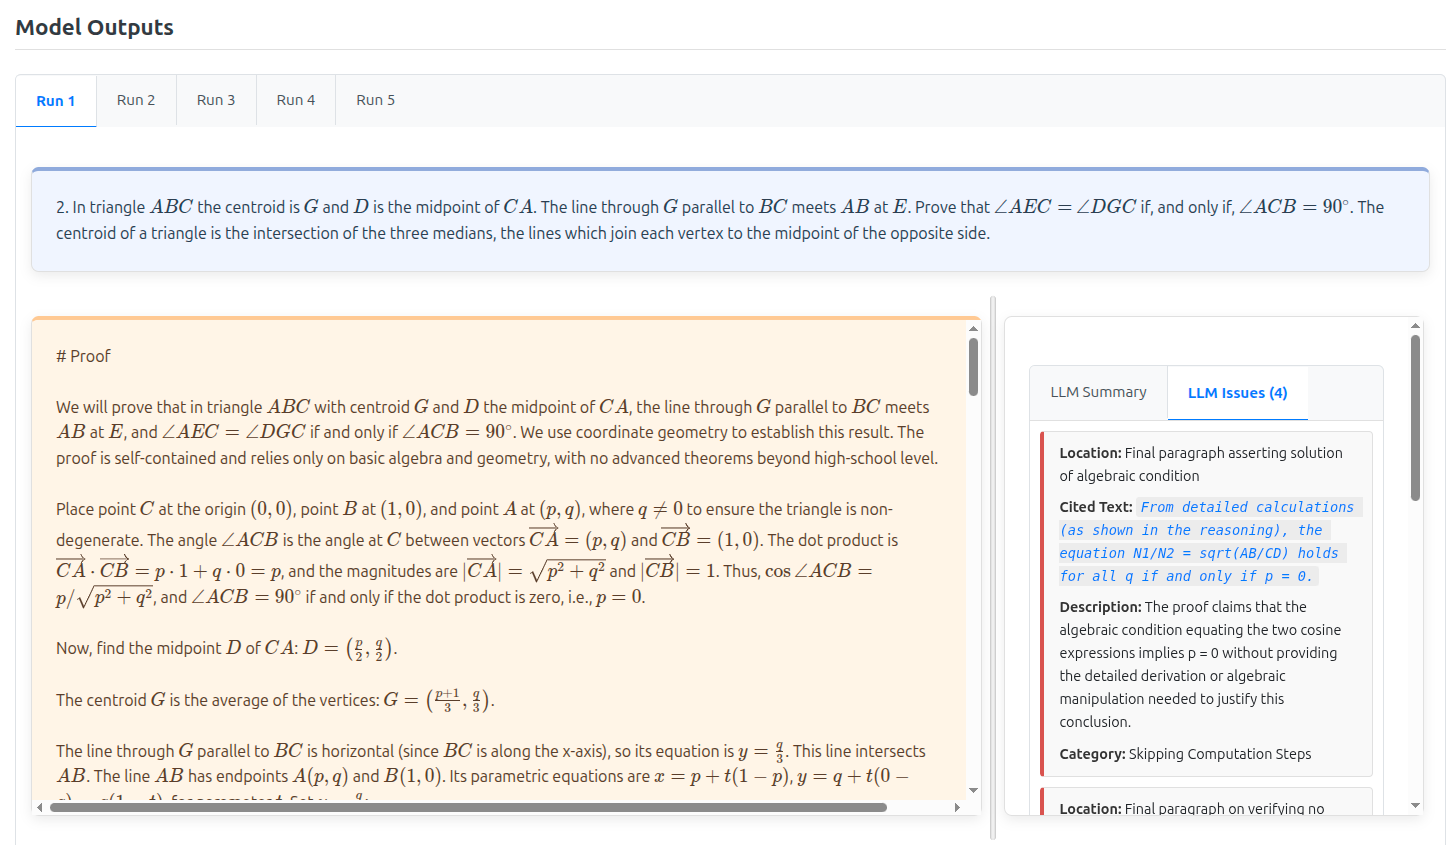 Model Outputs
Run 1 Run 2 Run 3 Run 4 Run 5
2. In triangle ABC the centroid is G and D is the midpoint of CA. The line through G parallel to BC meets AB at E. Prove that ∠AEC = ∠DGC if, and only if, ∠ACB = 90°. The
centroid of a triangle is the intersection of the three medians, the lines which join each vertex to the midpoint of the opposite side.
# Proof
We will prove that in triangle ABC with centroid G and D the midpoint of CA, the line through G parallel to BC meets
AB at E, and ∠AEC = ∠DGC if and only if ∠ACB = 90°. We use coordinate geometry to establish this result. The
proof is self-contained and relies only on basic algebra and geometry, with no advanced theorems beyond high-school level.
Place point C at the origin (0, 0), point B at (1, 0), and point A at (p, q), where q ≠ 0 to ensure the triangle is non-
degenerate. The angle ∠ACB is the angle at C between vectors $\overrightarrow{CA}$ = (p, q) and $\overrightarrow{CB}$ = (1, 0). The dot product is
$\overrightarrow{CA} \cdot \overrightarrow{CB}$ = p · 1 + q · 0 = p, and the magnitudes are $|\overrightarrow{CA}| = \sqrt{p^2 + q^2}$ and $|\overrightarrow{CB}|$ = 1. Thus, cos ∠ACB =
$p/\sqrt{p^2 + q^2}$, and ∠ACB = 90° if and only if the dot product is zero, i.e., p = 0.
Now, find the midpoint D of CA: $D = \left(\frac{p}{2}, \frac{q}{2}\right)$.
The centroid G is the average of the vertices: $G = \left(\frac{p+1}{3}, \frac{q}{3}\right)$.
The line through G parallel to BC is horizontal (since BC is along the x-axis), so its equation is $y = \frac{q}{3}$. This line intersects
AB. The line AB has endpoints A(p, q) and B(1, 0). Its parametric equations are x = p + t(1 − p), y = q + t(0 −
LLM Summary LLM Issues (4)
Location: Final paragraph asserting solution
of algebraic condition
Cited Text: From detailed calculations
(as shown in the reasoning), the
equation N1/N2 = sqrt(AB/CD) holds
for all q if and only if p = 0.
Description: The proof claims that the
algebraic condition equating the two cosine
expressions implies p = 0 without providing
the detailed derivation or algebraic
manipulation needed to justify this
conclusion.
Category: Skipping Computation Steps
Location: Final paragraph on verifying no